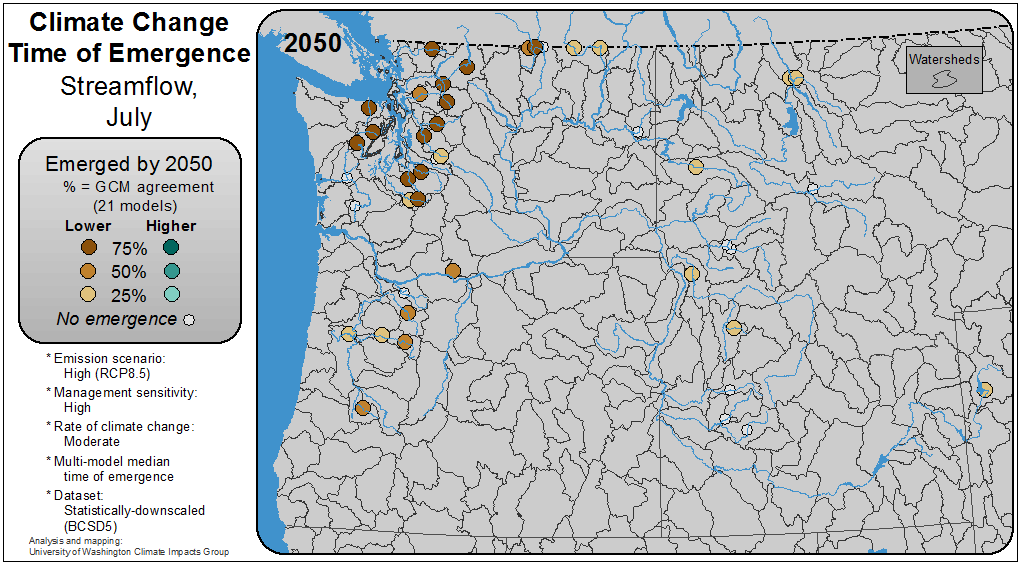 Climate Change
Time of Emergence
Streamflow,
July
Emerged by 2050
% = GCM agreement
(21 models)
Lower Higher
75%
50%
25%
No emergence
* Emission scenario:
High (RCP8.5)
* Management sensitivity:
High
* Rate of climate change:
Moderate
* Multi-model median
time of emergence
* Dataset:
Statistically-downscaled
(BCSD5)
Analysis and mapping:
University of Washington Climate Impacts Group
2050
Watersheds